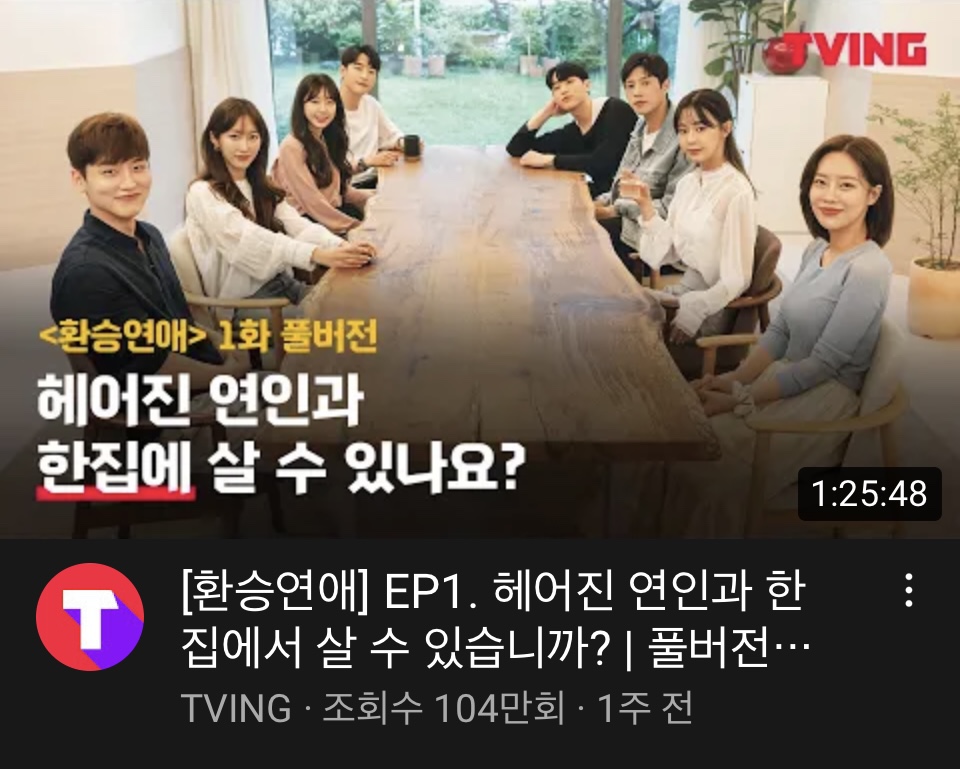 TVING
<환승연애> 1화 풀버전
헤어진 연인과
한집에 살 수 있나요?
1:25:48
T
[환승연애] EP1. 헤어진 연인과 한
집에서 살 수 있습니까? | 풀버전…
TVING · 조회수 104만회 · 1주 전